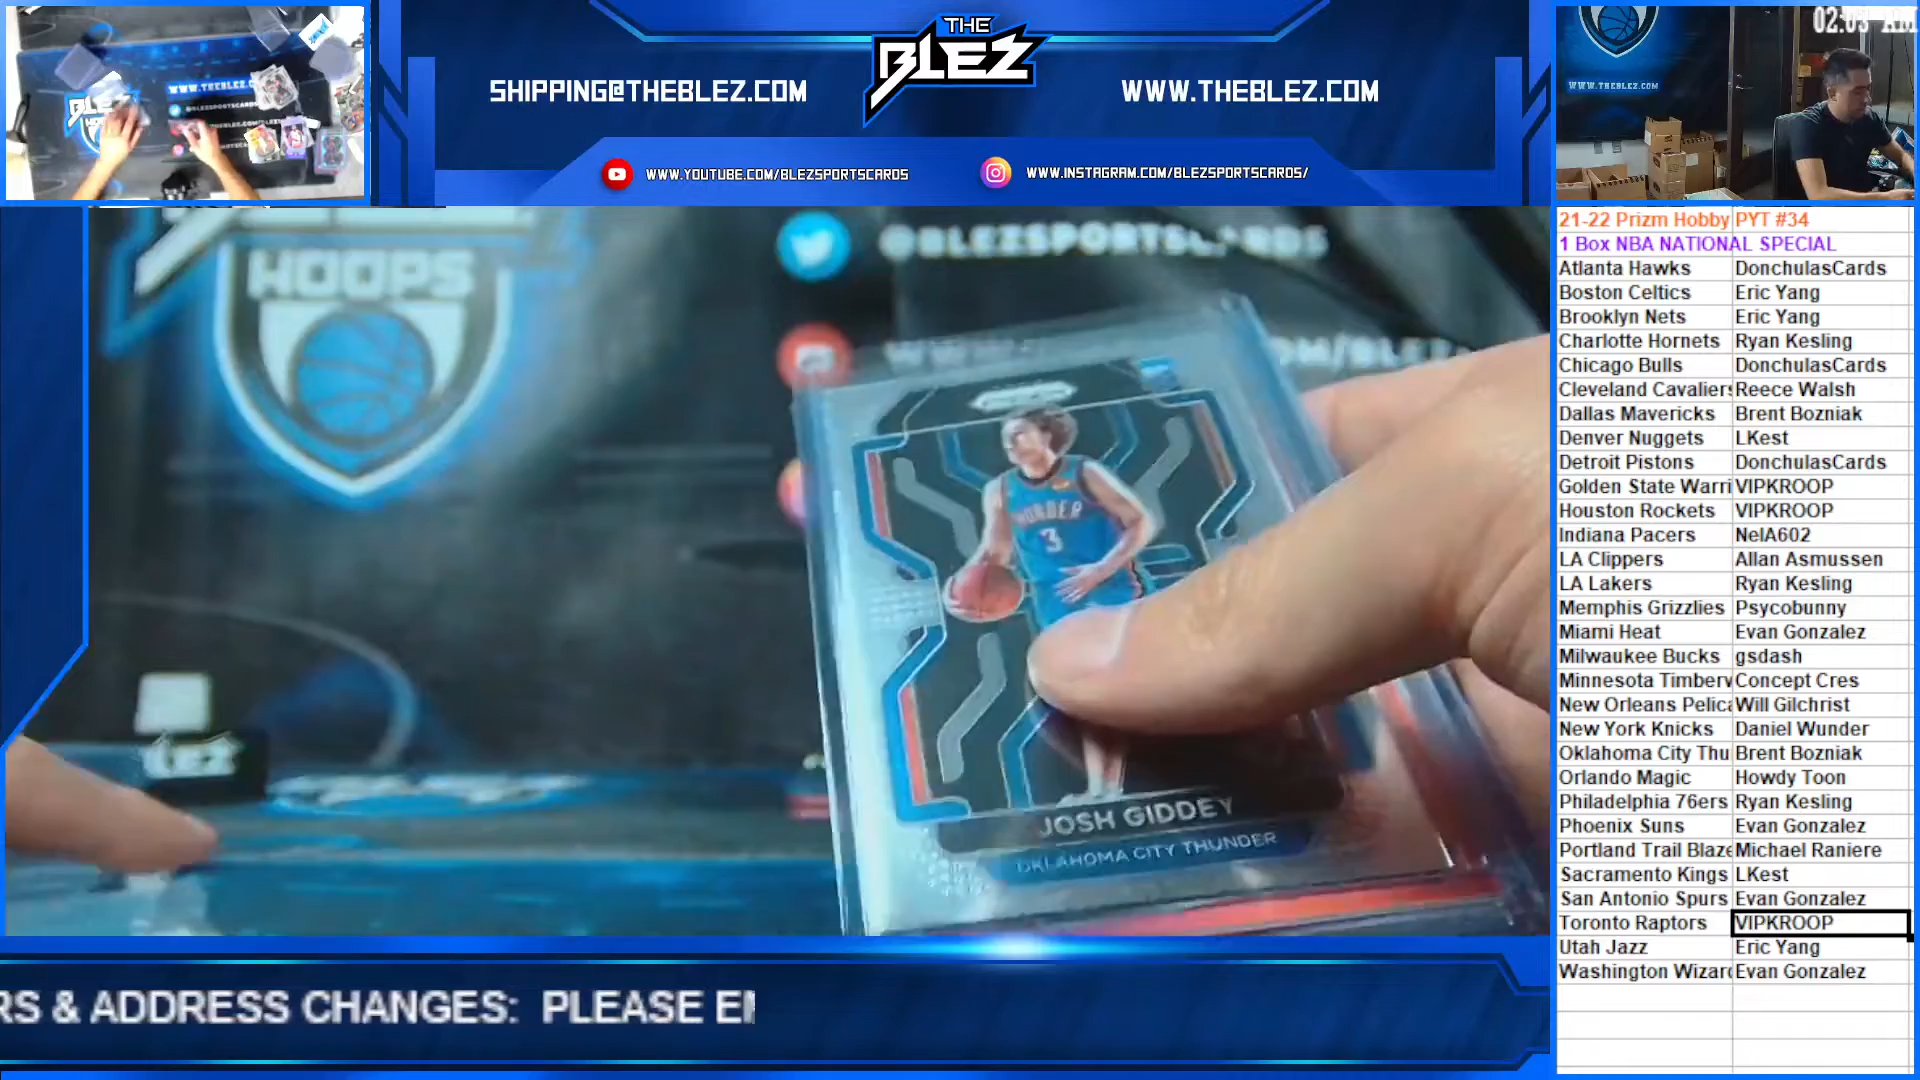 THE
BLEZ
SHIPPING@THEBLEZ.COM
WWW.THEBLEZ.COM
WWW.YOUTUBE.COM/BLEZSPORTSCARDS
WWW.INSTAGRAM.COM/BLEZSPORTSCARDS/
WWW.THEBLEZ.COM
HOOPS
@BLEZSPORTSCARDS
THUNDER
3
JOSH GIDDEY
OKLAHOMA CITY THUNDER
RS & ADDRESS CHANGES: PLEASE EM
21-22 Prizm Hobby PYT #34
1 Box NBA NATIONAL SPECIAL
Atlanta Hawks DonchulasCards
Boston Celtics Eric Yang
Brooklyn Nets Eric Yang
Charlotte Hornets Ryan Kesling
Chicago Bulls DonchulasCards
Cleveland Cavaliers Reece Walsh
Dallas Mavericks Brent Bozniak
Denver Nuggets LKest
Detroit Pistons DonchulasCards
Golden State Warri VIPKROOP
Houston Rockets VIPKROOP
Indiana Pacers NelA602
LA Clippers Allan Asmussen
LA Lakers Ryan Kesling
Memphis Grizzlies Psycobunny
Miami Heat Evan Gonzalez
Milwaukee Bucks gsdash
Minnesota Timberv Concept Cres
New Orleans Pelica Will Gilchrist
New York Knicks Daniel Wunder
Oklahoma City Thu Brent Bozniak
Orlando Magic Howdy Toon
Philadelphia 76ers Ryan Kesling
Phoenix Suns Evan Gonzalez
Portland Trail Blaze Michael Raniere
Sacramento Kings LKest
San Antonio Spurs Evan Gonzalez
Toronto Raptors VIPKROOP
Utah Jazz Eric Yang
Washington Wizard Evan Gonzalez